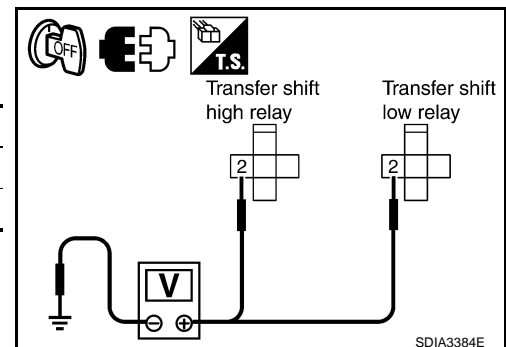 OFF
T.S.
Transfer shift
high relay
Transfer shift
low relay
2
2
V
SDIA3384E